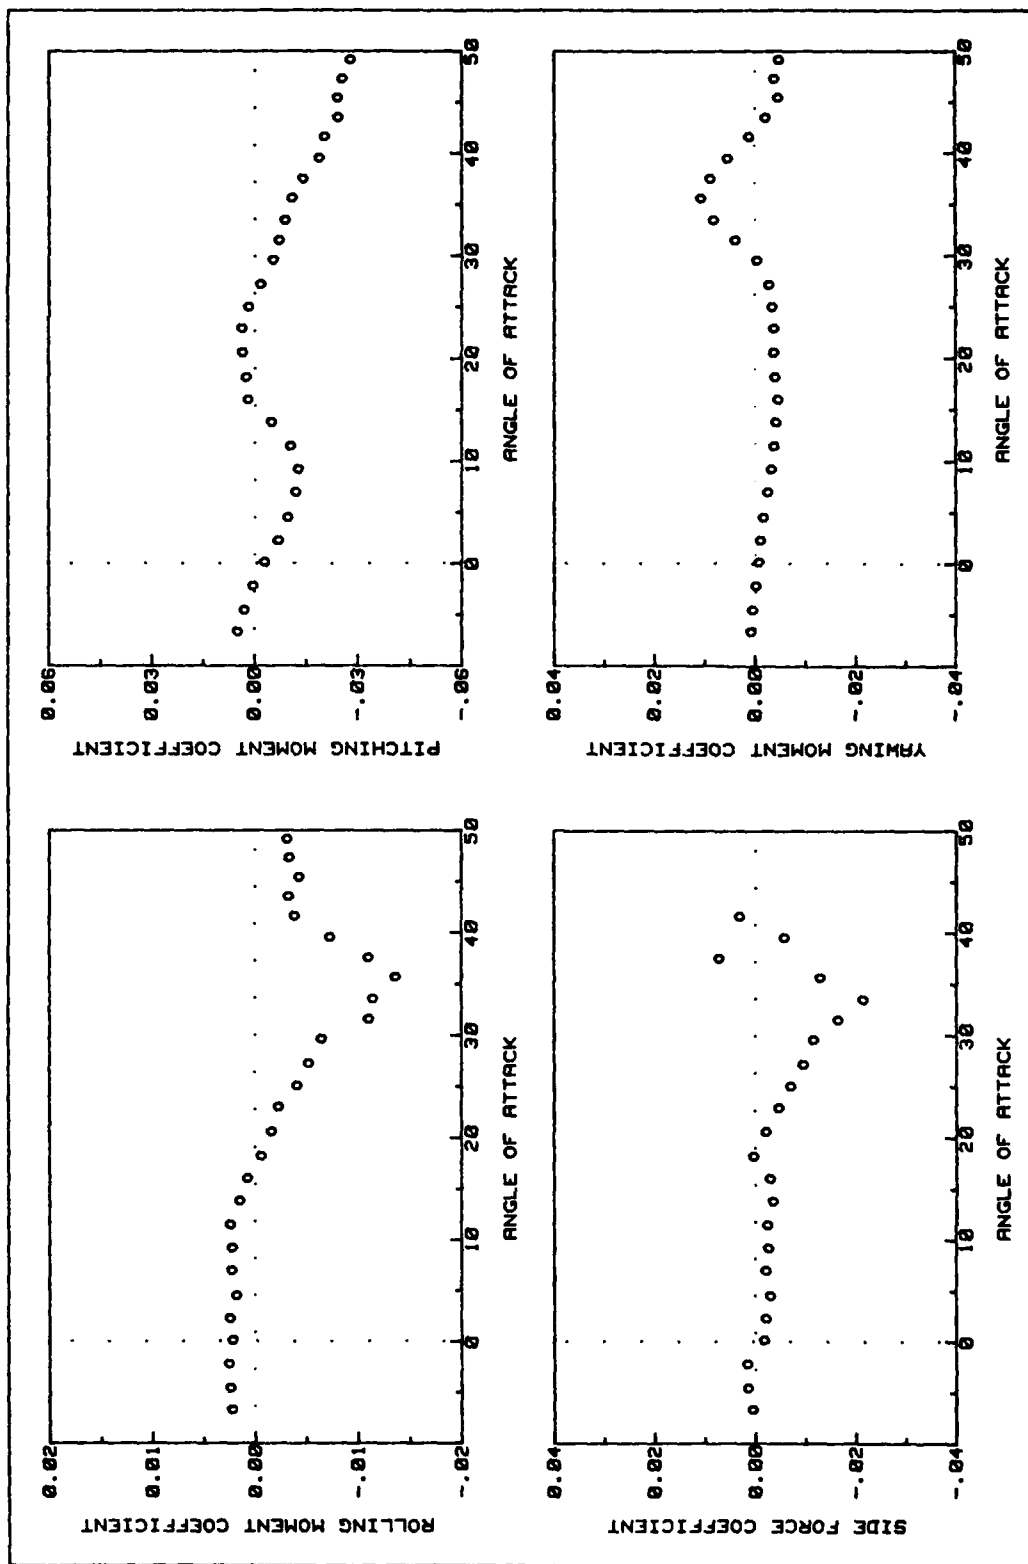 ROLLING MOMENT COEFFICIENT
0.02
0.01
0.00
-.01
-.02
0 10 20 30 40 50
ANGLE OF ATTACK
PITCHING MOMENT COEFFICIENT
0.06
0.03
0.00
-.03
-.06
0 10 20 30 40 50
ANGLE OF ATTACK
SIDE FORCE COEFFICIENT
0.04
0.02
0.00
-.02
-.04
0 10 20 30 40 50
ANGLE OF ATTACK
YAWING MOMENT COEFFICIENT
0.04
0.02
0.00
-.02
-.04
0 10 20 30 40 50
ANGLE OF ATTACK